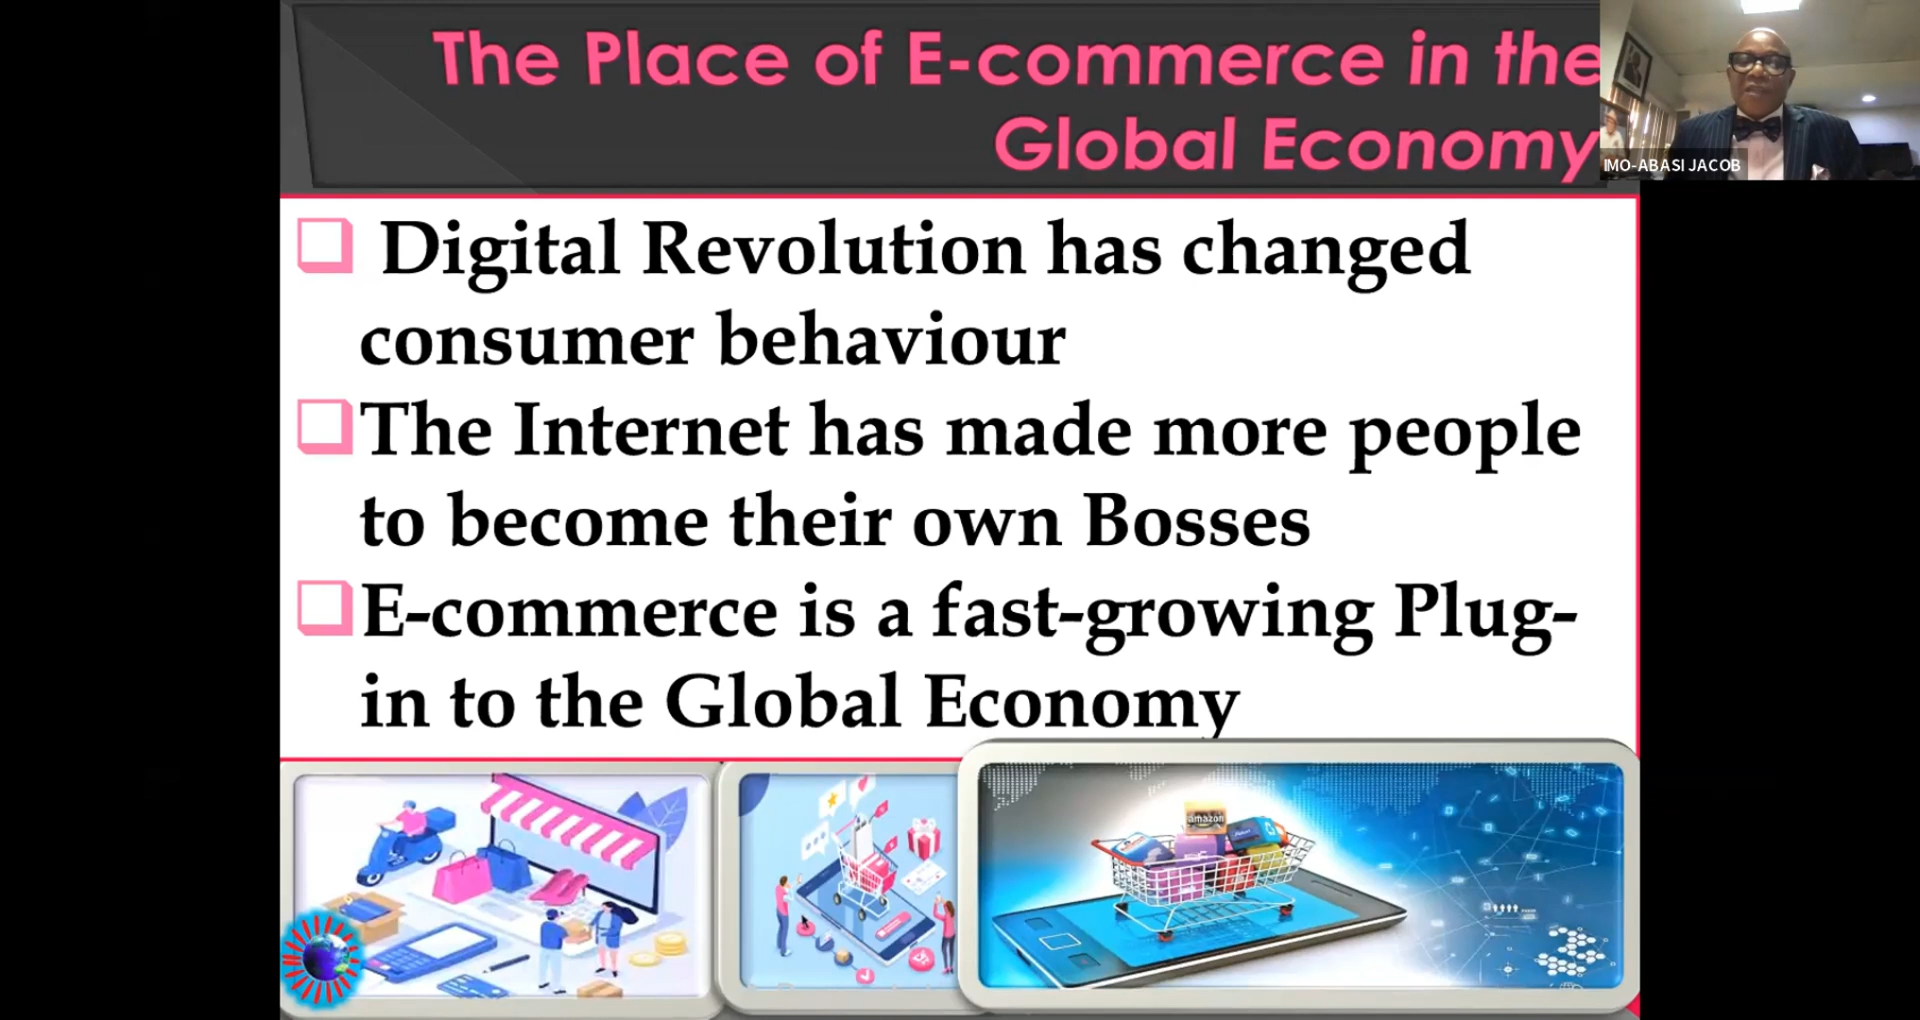 The Place of E-commerce in the
Global Economy
IMO-ABASI JACOB
Digital Revolution has changed
consumer behaviour
The Internet has made more people
to become their own Bosses
E-commerce is a fast-growing Plug-
in to the Global Economy
amazon